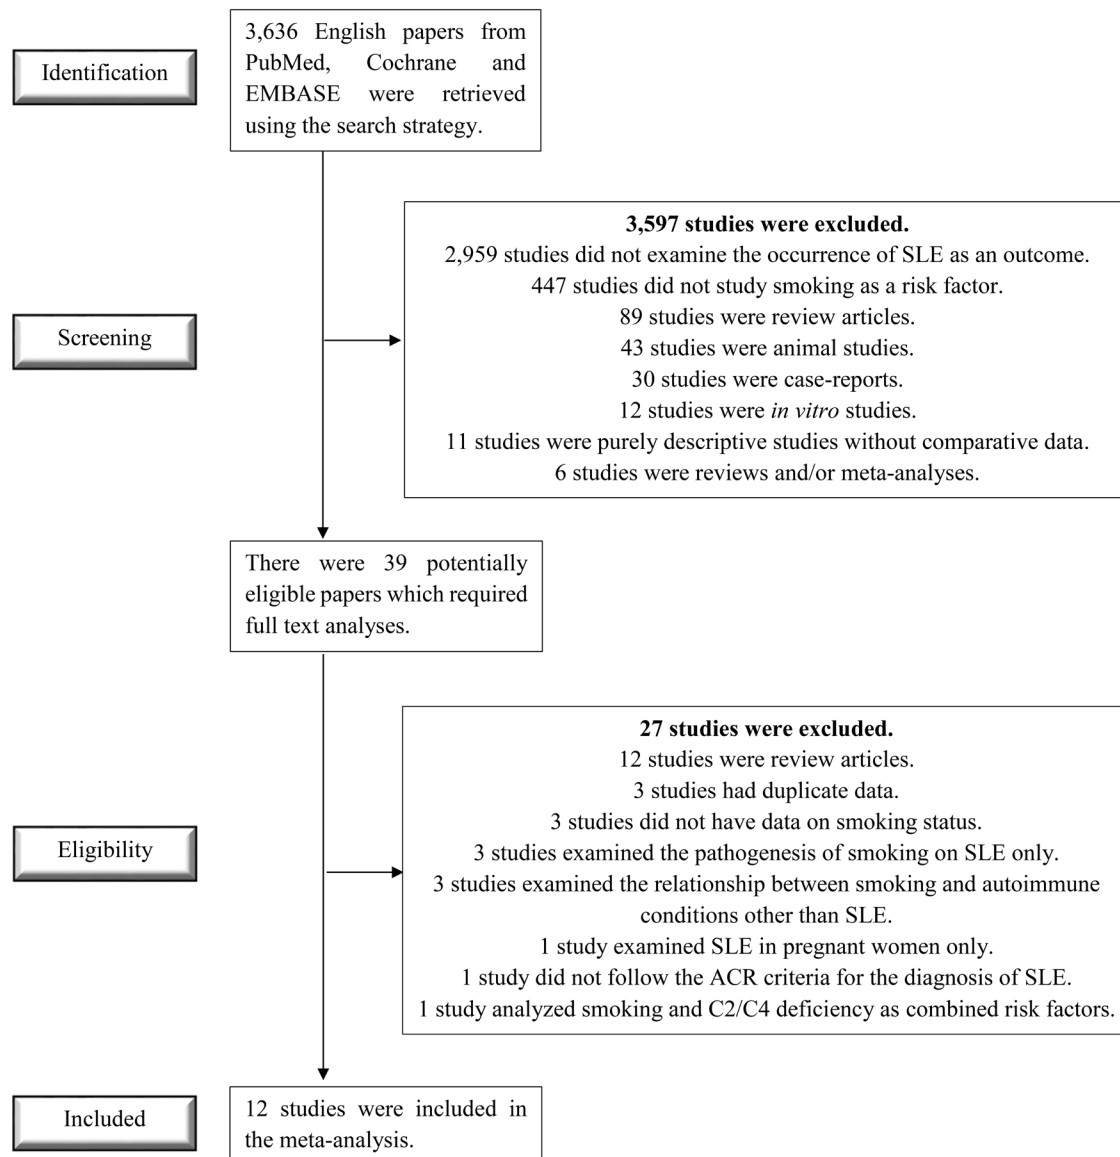 Identification
3,636 English papers from
PubMed, Cochrane and
EMBASE were retrieved
using the search strategy.
3,597 studies were excluded.
2,959 studies did not examine the occurrence of SLE as an outcome.
447 studies did not study smoking as a risk factor.
89 studies were review articles.
43 studies were animal studies.
30 studies were case-reports.
12 studies were in vitro studies.
11 studies were purely descriptive studies without comparative data.
6 studies were reviews and/or meta-analyses.
Screening
There were 39 potentially
eligible papers which required
full text analyses.
27 studies were excluded.
12 studies were review articles.
3 studies had duplicate data.
3 studies did not have data on smoking status.
3 studies examined the pathogenesis of smoking on SLE only.
3 studies examined the relationship between smoking and autoimmune
conditions other than SLE.
1 study examined SLE in pregnant women only.
1 study did not follow the ACR criteria for the diagnosis of SLE.
1 study analyzed smoking and C2/C4 deficiency as combined risk factors.
Eligibility
Included
12 studies were included in
the meta-analysis.